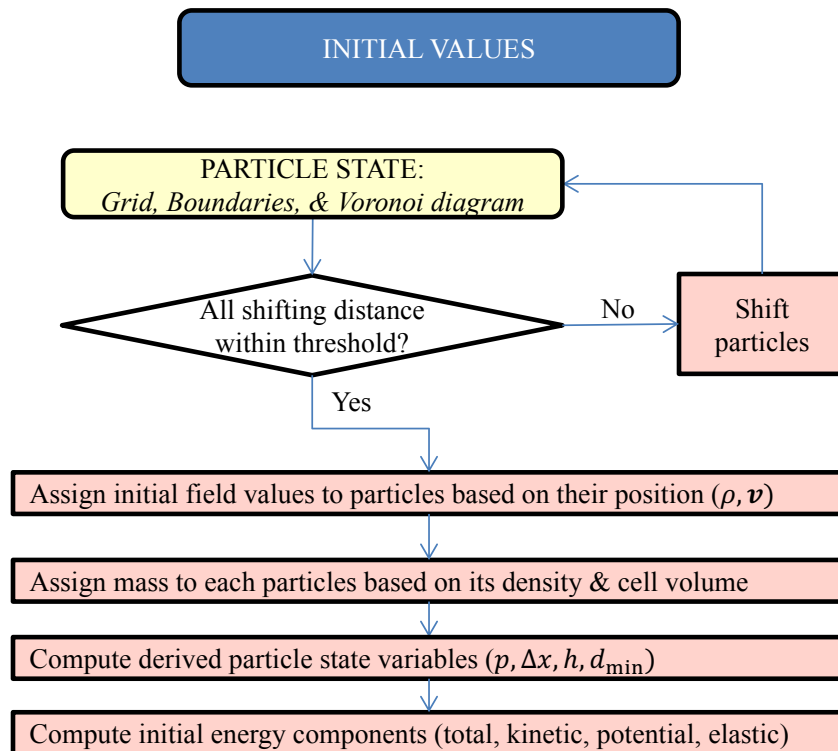 INITIAL VALUES
PARTICLE STATE:
Grid, Boundaries, & Voronoi diagram
All shifting distance
within threshold?
No
Shift
particles
Yes
Assign initial field values to particles based on their position (ρ, v)
Assign mass to each particles based on its density & cell volume
Compute derived particle state variables (p, Δx, h, d_min)
Compute initial energy components (total, kinetic, potential, elastic)